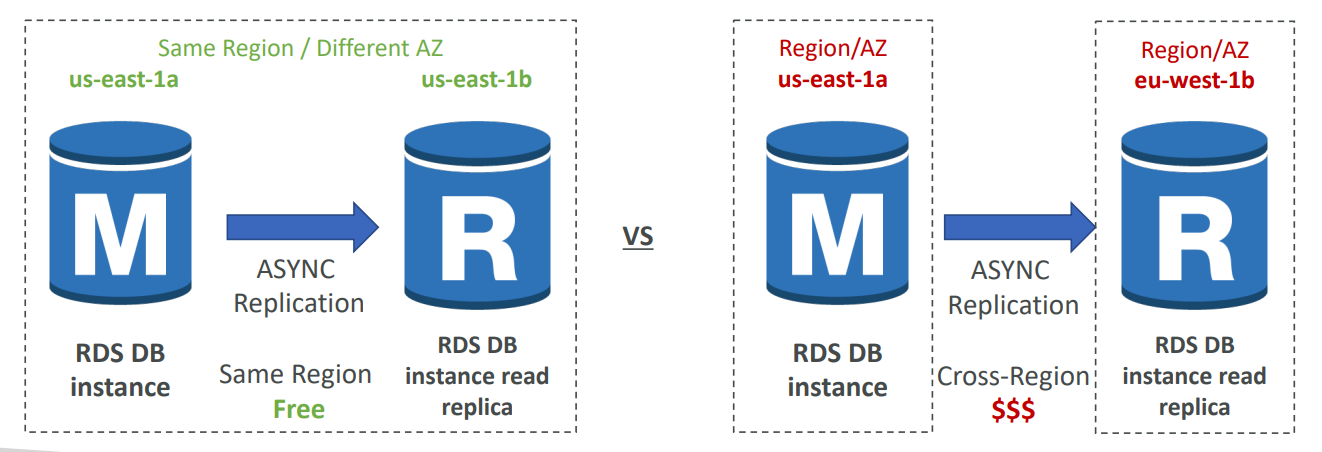 Same Region / Different AZ
us-east-1a
us-east-1b
M
R
ASYNC
Replication
RDS DB
instance
Same Region
Free
RDS DB
instance read
replica
VS
Region/AZ
us-east-1a
Region/AZ
eu-west-1b
M
R
ASYNC
Replication
RDS DB
instance
Cross-Region
$$$
RDS DB
instance read
replica